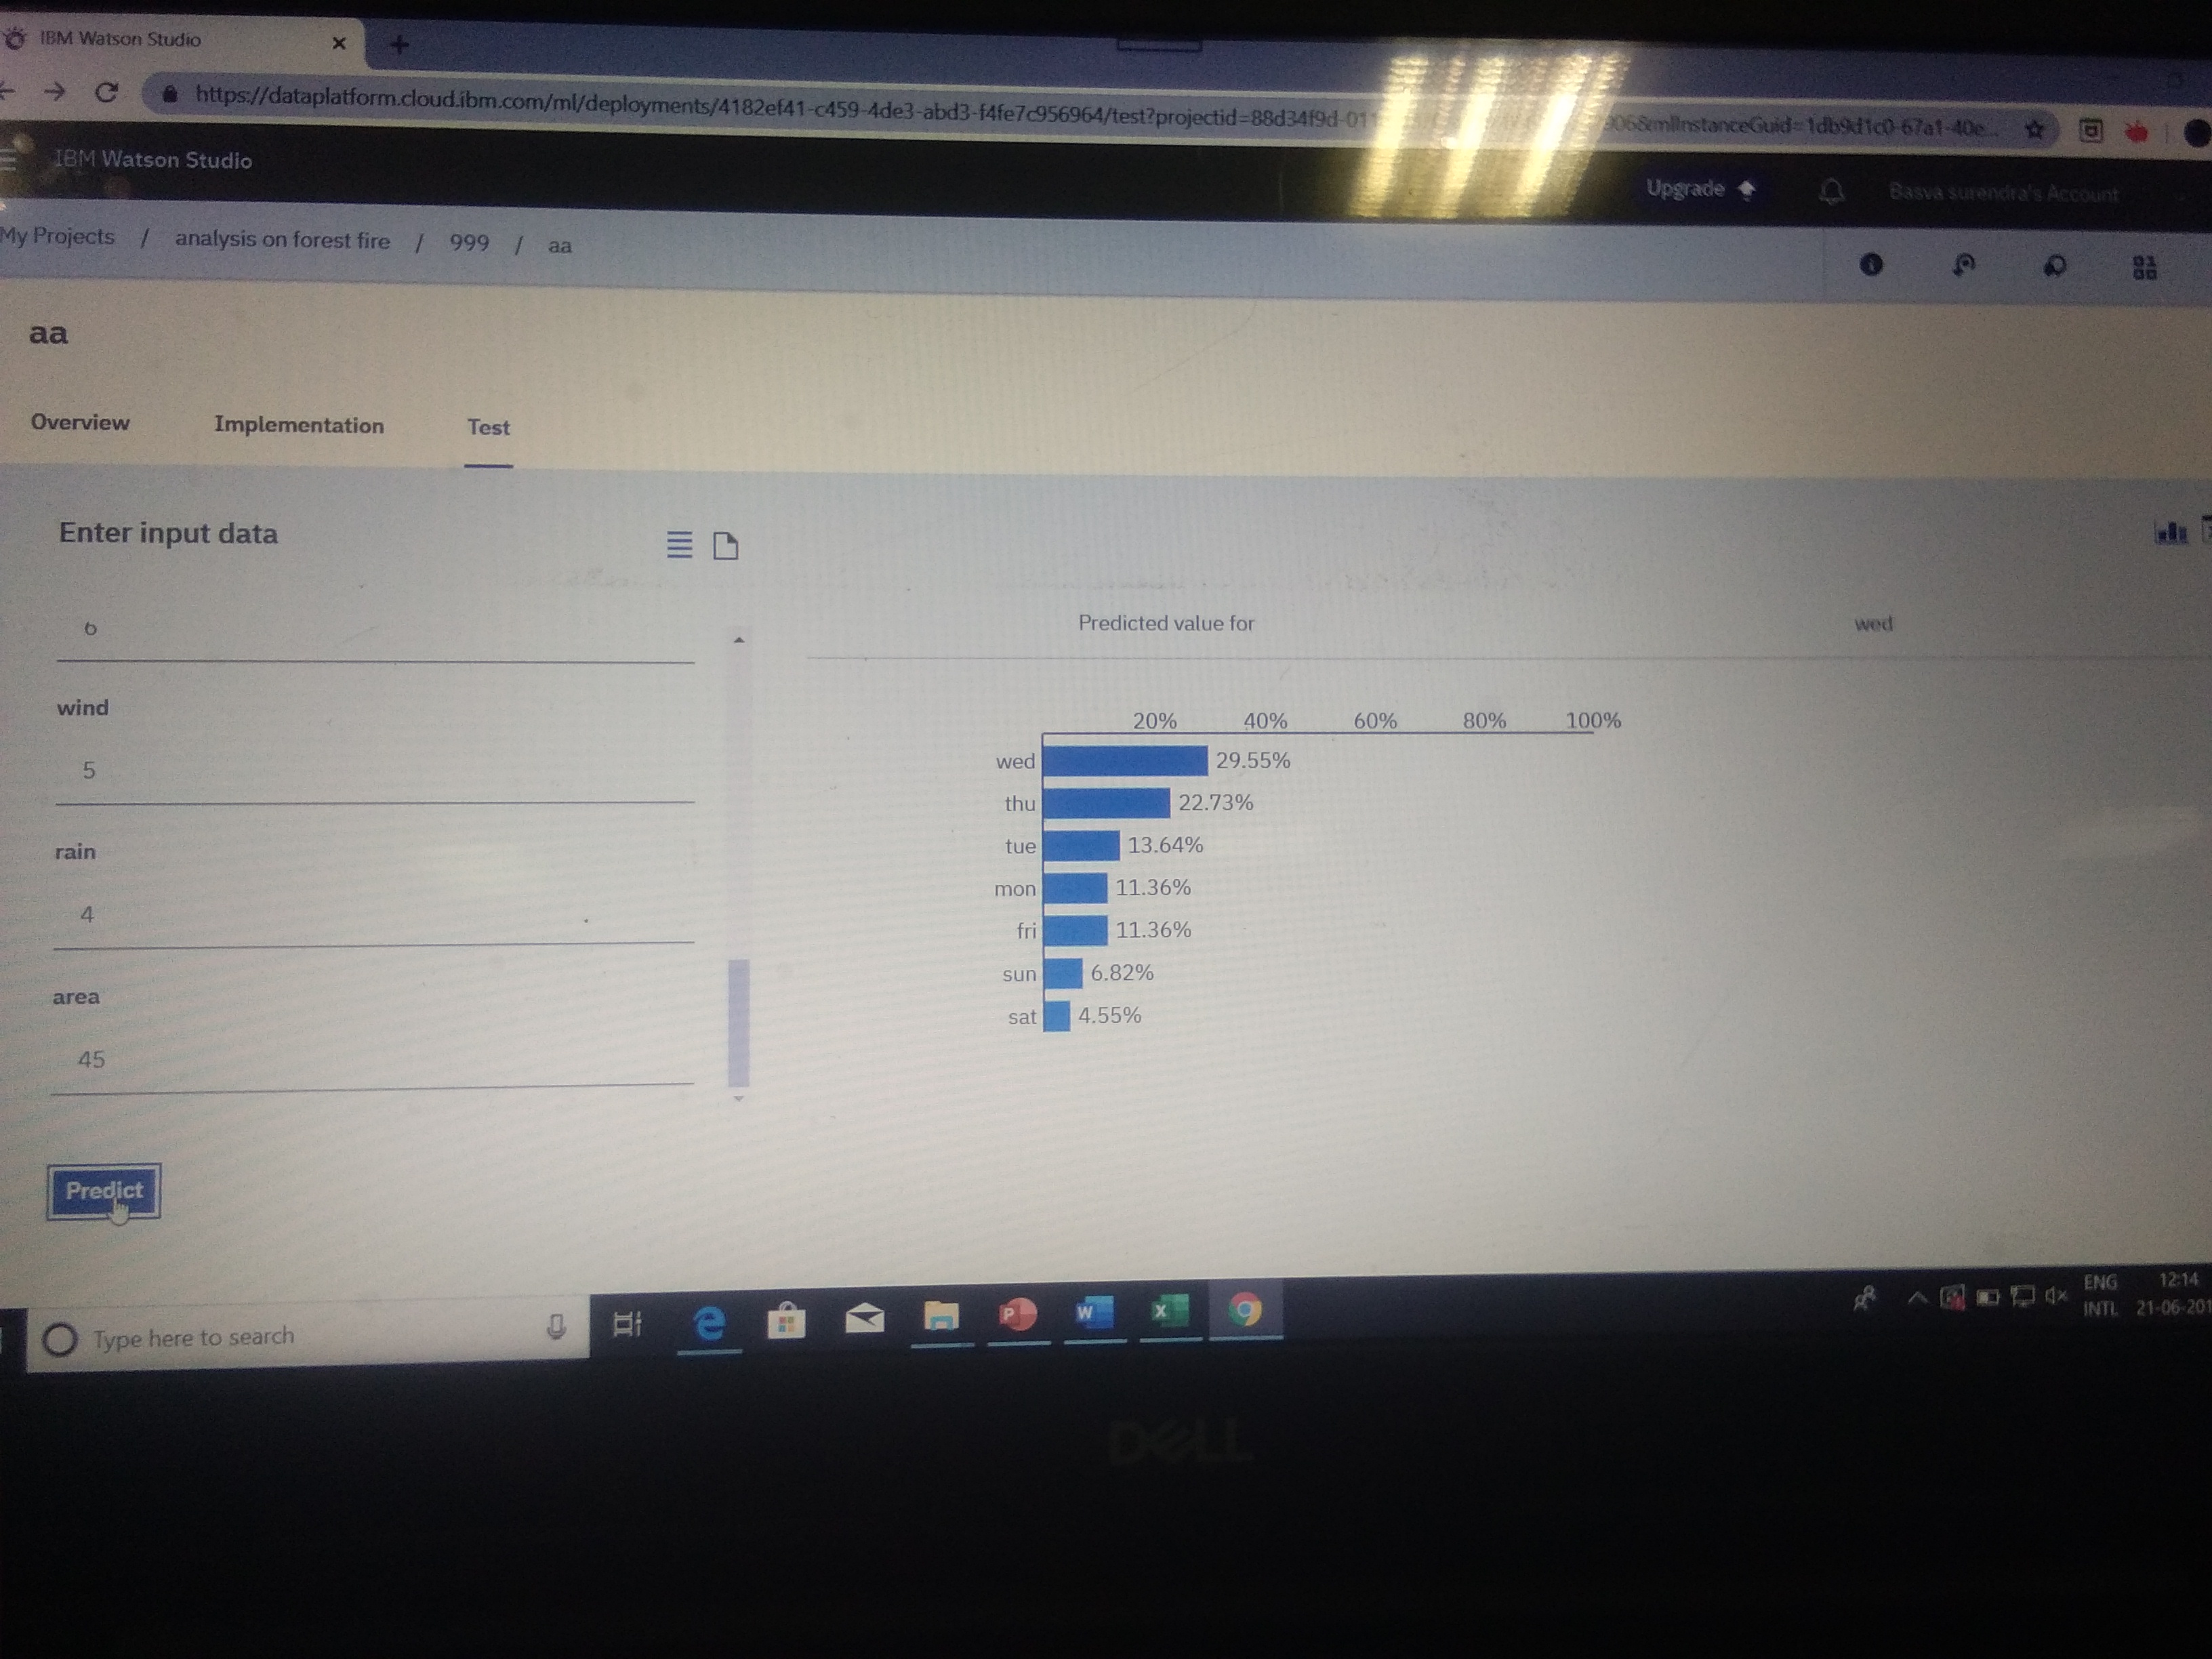 IBM Watson Studio
https://dataplatform.cloud.ibm.com/ml/deployments/4182ef41-c459-4de3-abd3-f4fe7c956964/test?projectid=88d34f9d-011 906&mlInstanceGuid=1db9d1c0-67a1-40e...
IBM Watson Studio
Upgrade
Basva surendra's Account
My Projects / analysis on forest fire / 999 / aa
aa
Overview Implementation Test
Enter input data
6
wind
5
rain
4
area
45
Predict
Predicted value for wed
20% 40% 60% 80% 100%
wed 29.55%
thu 22.73%
tue 13.64%
mon 11.36%
fri 11.36%
sun 6.82%
sat 4.55%
Type here to search
ENG
INTL
12:14
21-06-201
DELL